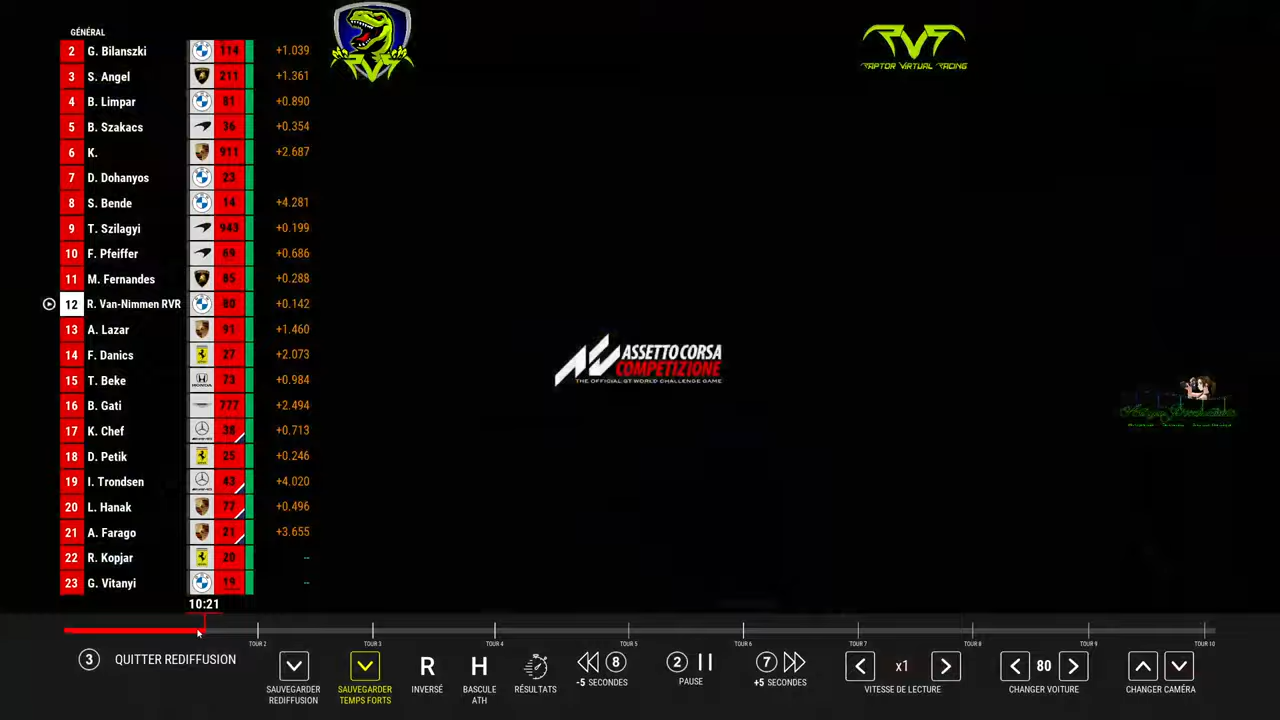 GÉNÉRAL
2 G. Bilanszki 114 +1.039
3 S. Angel 211 +1.361
4 B. Limpar 81 +0.890
5 B. Szakacs 36 +0.354
6 K. 911 +2.687
7 D. Dohanyos 23
8 S. Bende 14 +4.281
9 T. Szilagyi 943 +0.199
10 F. Pfeiffer 69 +0.686
11 M. Fernandes 65 +0.288
12 R. Van-Nimmen RVR 80 +0.142
13 A. Lazar 91 +1.460
14 F. Danics 27 +2.073
15 T. Beke HONDA 73 +0.984
16 B. Gati 777 +2.494
17 K. Chef 38 +0.713
18 D. Petik 25 +0.246
19 I. Trondsen 43 +4.020
20 L. Hanak 77 +0.496
21 A. Farago 21 +3.655
22 R. Kopjar 20 --
23 G. Vitanyi 19 --
RVR
RVR
RAPTOR VIRTUAL RACING
ASSETTO CORSA
COMPETIZIONE
THE OFFICIAL GT WORLD CHALLENGE GAME
10:21
TOUR 2 TOUR 3 TOUR 4 TOUR 5 TOUR 6 TOUR 7 TOUR 8 TOUR 9 TOUR 10
3 QUITTER REDIFFUSION
SAUVEGARDER REDIFFUSION
SAUVEGARDER TEMPS FORTS
R INVERSÉ
H BASCULE ATH
RÉSULTATS
8 -5 SECONDES
2 PAUSE
7 +5 SECONDES
x1 VITESSE DE LECTURE
80 CHANGER VOITURE
CHANGER CAMÉRA